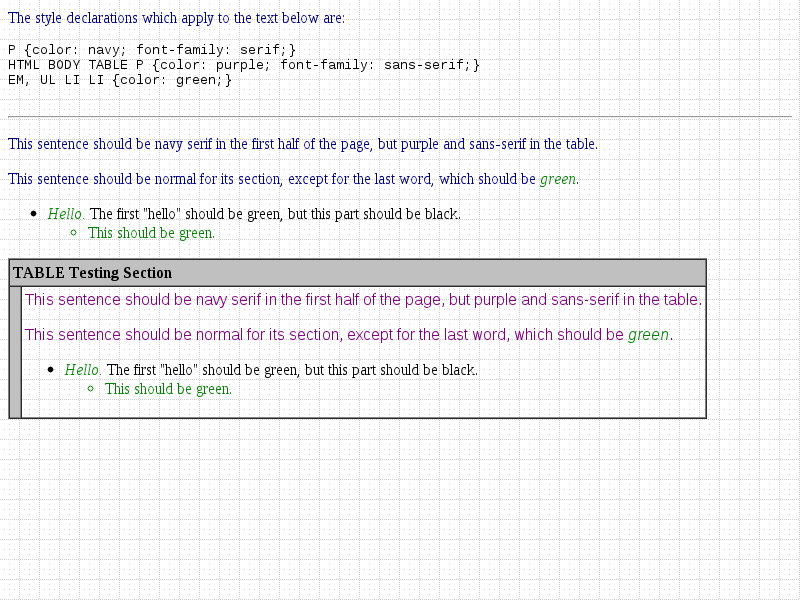 The style declarations which apply to the text below are:
P {color: navy; font-family: serif;}
HTML BODY TABLE P {color: purple; font-family: sans-serif;}
EM, UL LI LI {color: green;}
This sentence should be navy serif in the first half of the page, but purple and sans-serif in the table.
This sentence should be normal for its section, except for the last word, which should be green.
Hello. The first "hello" should be green, but this part should be black.
This should be green.
TABLE Testing Section
This sentence should be navy serif in the first half of the page, but purple and sans-serif in the table.
This sentence should be normal for its section, except for the last word, which should be green.
Hello. The first "hello" should be green, but this part should be black.
This should be green.